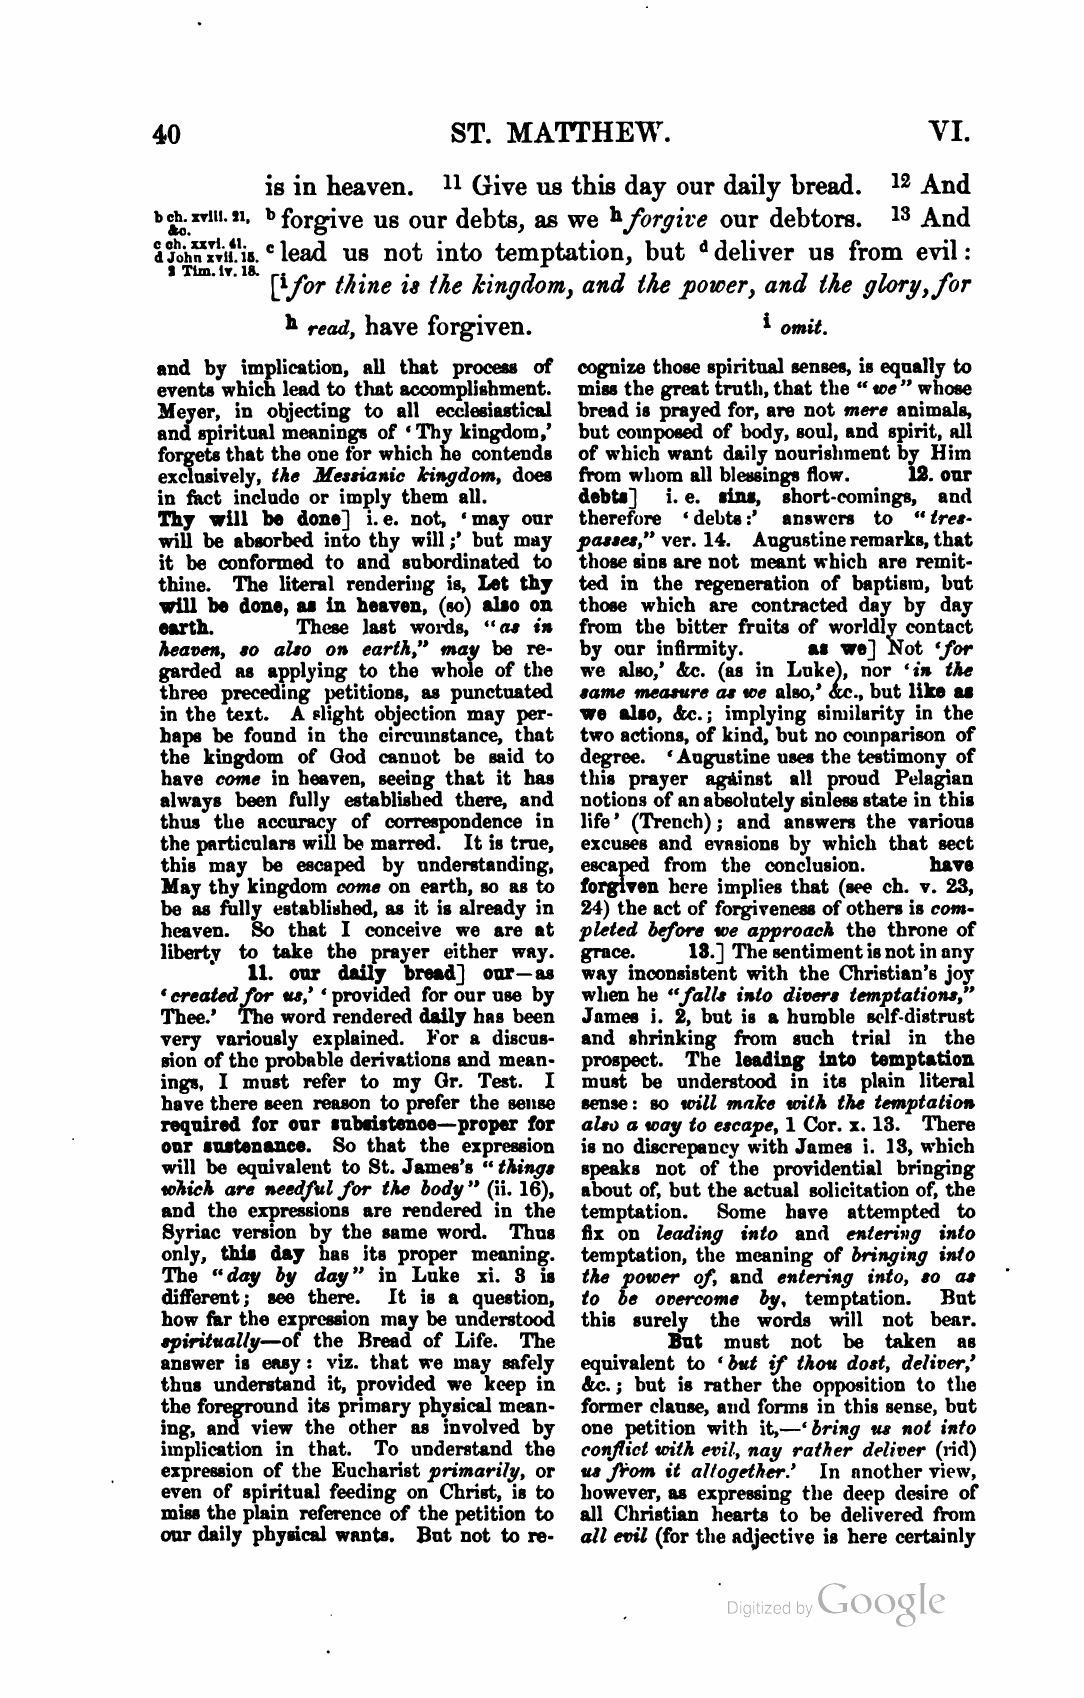 40 ST. MATTHEW. VI.
is in heaven. 11 Give us this day our daily bread. 12 And
b ch. xviii. 21, b forgive us our debts, as we h forgive our debtors. 13 And
&c.
c ch. xxvi. 41. c lead us not into temptation, but d deliver us from evil :
d John xvii. 15.
2 Tim. iv. 18. [i for thine is the kingdom, and the power, and the glory, for
h read, have forgiven. i omit.
and by implication, all that process of
events which lead to that accomplishment.
Meyer, in objecting to all ecclesiastical
and spiritual meanings of ‘ Thy kingdom,’
forgets that the one for which he contends
exclusively, the Messianic kingdom, does
in fact include or imply them all.
Thy will be done] i. e. not, ‘ may our
will be absorbed into thy will ;’ but may
it be conformed to and subordinated to
thine. The literal rendering is, Let thy
will be done, as in heaven, (so) also on
earth. These last words, “as in
heaven, so also on earth,” may be re-
garded as applying to the whole of the
three preceding petitions, as punctuated
in the text. A slight objection may per-
haps be found in the circumstance, that
the kingdom of God cannot be said to
have come in heaven, seeing that it has
always been fully established there, and
thus the accuracy of correspondence in
the particulars will be marred. It is true,
this may be escaped by understanding,
May thy kingdom come on earth, so as to
be as fully established, as it is already in
heaven. So that I conceive we are at
liberty to take the prayer either way.
11. our daily bread] our—as
‘ created for us,’ ‘ provided for our use by
Thee.’ The word rendered daily has been
very variously explained. For a discus-
sion of the probable derivations and mean-
ings, I must refer to my Gr. Test. I
have there seen reason to prefer the sense
required for our subsistence—proper for
our sustenance. So that the expression
will be equivalent to St. James's “ things
which are needful for the body ” (ii. 16),
and the expressions are rendered in the
Syriac version by the same word. Thus
only, this day has its proper meaning.
The “day by day” in Luke xi. 3 is
different; see there. It is a question,
how far the expression may be understood
spiritually—of the Bread of Life. The
answer is easy : viz. that we may safely
thus understand it, provided we keep in
the foreground its primary physical mean-
ing, and view the other as involved by
implication in that. To understand the
expression of the Eucharist primarily, or
even of spiritual feeding on Christ, is to
miss the plain reference of the petition to
our daily physical wants. But not to re-
cognize those spiritual senses, is equally to
miss the great truth, that the “ we ” whose
bread is prayed for, are not mere animals,
but composed of body, soul, and spirit, all
of which want daily nourishment by Him
from whom all blessings flow. 12. our
debts] i. e. sins, short-comings, and
therefore ‘ debts :’ answers to “ tres-
passes,” ver. 14. Augustine remarks, that
those sins are not meant which are remit-
ted in the regeneration of baptism, but
those which are contracted day by day
from the bitter fruits of worldly contact
by our infirmity. as we] Not ‘for
we also,’ &c. (as in Luke), nor ‘in the
same measure as we also,’ &c., but like as
we also, &c. ; implying similarity in the
two actions, of kind, but no comparison of
degree. ‘ Augustine uses the testimony of
this prayer against all proud Pelagian
notions of an absolutely sinless state in this
life’ (Trench) ; and answers the various
excuses and evasions by which that sect
escaped from the conclusion. have
forgiven here implies that (see ch. v. 23,
24) the act of forgiveness of others is com-
pleted before we approach the throne of
grace. 13.] The sentiment is not in any
way inconsistent with the Christian's joy
when he “falls into divers temptations,”
James i. 2, but is a humble self-distrust
and shrinking from such trial in the
prospect. The leading into temptation
must be understood in its plain literal
sense : so will make with the temptation
also a way to escape, 1 Cor. x. 13. There
is no discrepancy with James i. 13, which
speaks not of the providential bringing
about of, but the actual solicitation of, the
temptation. Some have attempted to
fix on leading into and entering into
temptation, the meaning of bringing into
the power of, and entering into, so as
to be overcome by, temptation. But
this surely the words will not bear.
But must not be taken as
equivalent to ‘ but if thou dost, deliver,’
&c. ; but is rather the opposition to the
former clause, and forms in this sense, but
one petition with it,—‘ bring us not into
conflict with evil, nay rather deliver (rid)
us from it altogether.’ In another view,
however, as expressing the deep desire of
all Christian hearts to be delivered from
all evil (for the adjective is here certainly
Digitized by Google